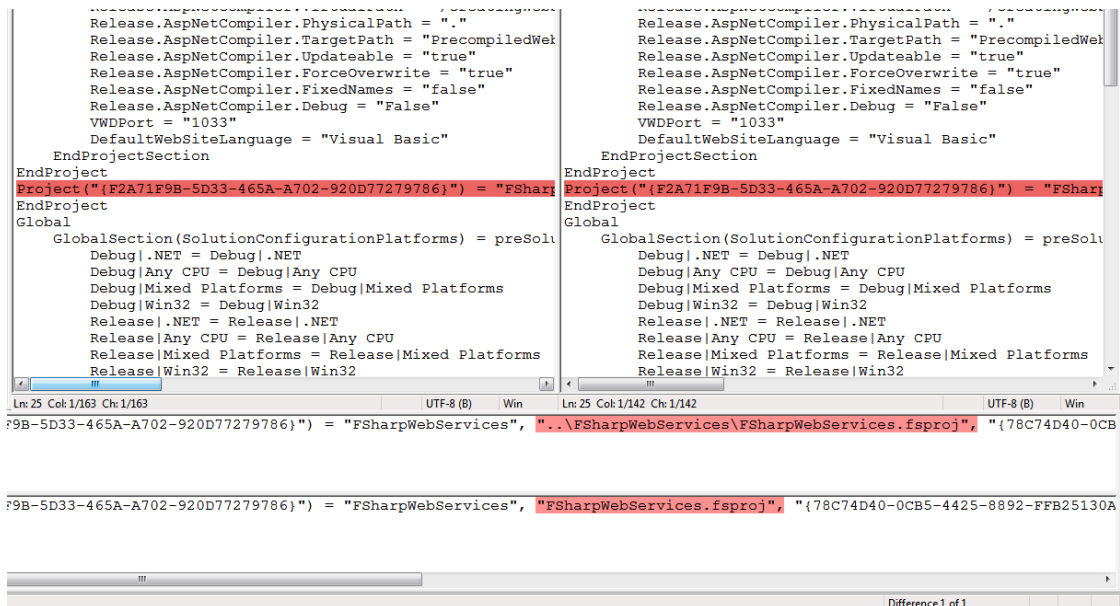 Release.AspNetCompiler.PhysicalPath = "."
Release.AspNetCompiler.TargetPath = "PrecompiledWeb
Release.AspNetCompiler.Updateable = "true"
Release.AspNetCompiler.ForceOverwrite = "true"
Release.AspNetCompiler.FixedNames = "false"
Release.AspNetCompiler.Debug = "False"
VWDPort = "1033"
DefaultWebSiteLanguage = "Visual Basic"
EndProjectSection
EndProject
Project("{F2A71F9B-5D33-465A-A702-920D77279786}") = "FSharp
EndProject
Global
GlobalSection(SolutionConfigurationPlatforms) = preSolu
Debug|.NET = Debug|.NET
Debug|Any CPU = Debug|Any CPU
Debug|Mixed Platforms = Debug|Mixed Platforms
Debug|Win32 = Debug|Win32
Release|.NET = Release|.NET
Release|Any CPU = Release|Any CPU
Release|Mixed Platforms = Release|Mixed Platforms
Release|Win32 = Release|Win32
Ln: 25 Col: 1/163 Ch: 1/163 UTF-8 (B) Win
Release.AspNetCompiler.PhysicalPath = "."
Release.AspNetCompiler.TargetPath = "PrecompiledWeb
Release.AspNetCompiler.Updateable = "true"
Release.AspNetCompiler.ForceOverwrite = "true"
Release.AspNetCompiler.FixedNames = "false"
Release.AspNetCompiler.Debug = "False"
VWDPort = "1033"
DefaultWebSiteLanguage = "Visual Basic"
EndProjectSection
EndProject
Project("{F2A71F9B-5D33-465A-A702-920D77279786}") = "FSharp
EndProject
Global
GlobalSection(SolutionConfigurationPlatforms) = preSolu
Debug|.NET = Debug|.NET
Debug|Any CPU = Debug|Any CPU
Debug|Mixed Platforms = Debug|Mixed Platforms
Debug|Win32 = Debug|Win32
Release|.NET = Release|.NET
Release|Any CPU = Release|Any CPU
Release|Mixed Platforms = Release|Mixed Platforms
Release|Win32 = Release|Win32
Ln: 25 Col: 1/142 Ch: 1/142 UTF-8 (B) Win
F9B-5D33-465A-A702-920D77279786}") = "FSharpWebServices", "..\FSharpWebServices\FSharpWebServices.fsproj", "{78C74D40-0CB
F9B-5D33-465A-A702-920D77279786}") = "FSharpWebServices", "FSharpWebServices.fsproj", "{78C74D40-0CB5-4425-8892-FFB25130A
Difference 1 of 1